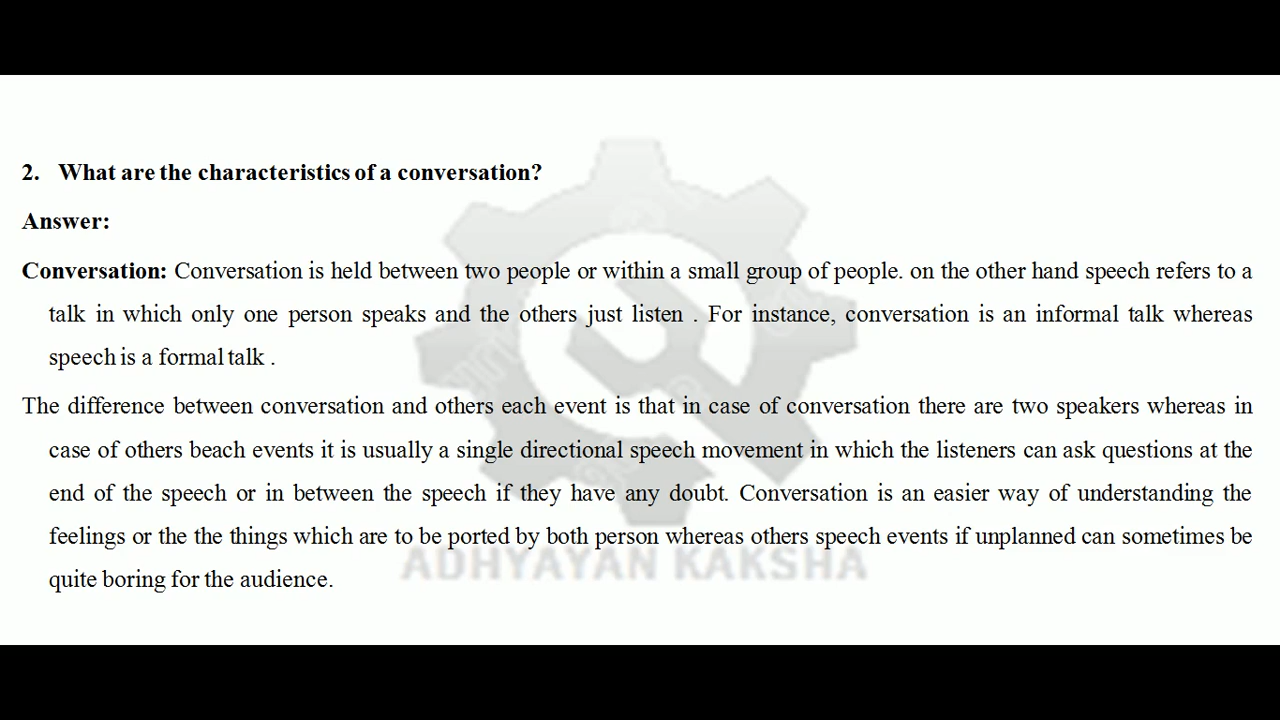 2. What are the characteristics of a conversation?
Answer:
Conversation: Conversation is held between two people or within a small group of people. on the other hand speech refers to a
talk in which only one person speaks and the others just listen . For instance, conversation is an informal talk whereas
speech is a formal talk .
The difference between conversation and others each event is that in case of conversation there are two speakers whereas in
case of others beach events it is usually a single directional speech movement in which the listeners can ask questions at the
end of the speech or in between the speech if they have any doubt. Conversation is an easier way of understanding the
feelings or the the things which are to be ported by both person whereas others speech events if unplanned can sometimes be
quite boring for the audience.
ADHYAYAN KAKSHA